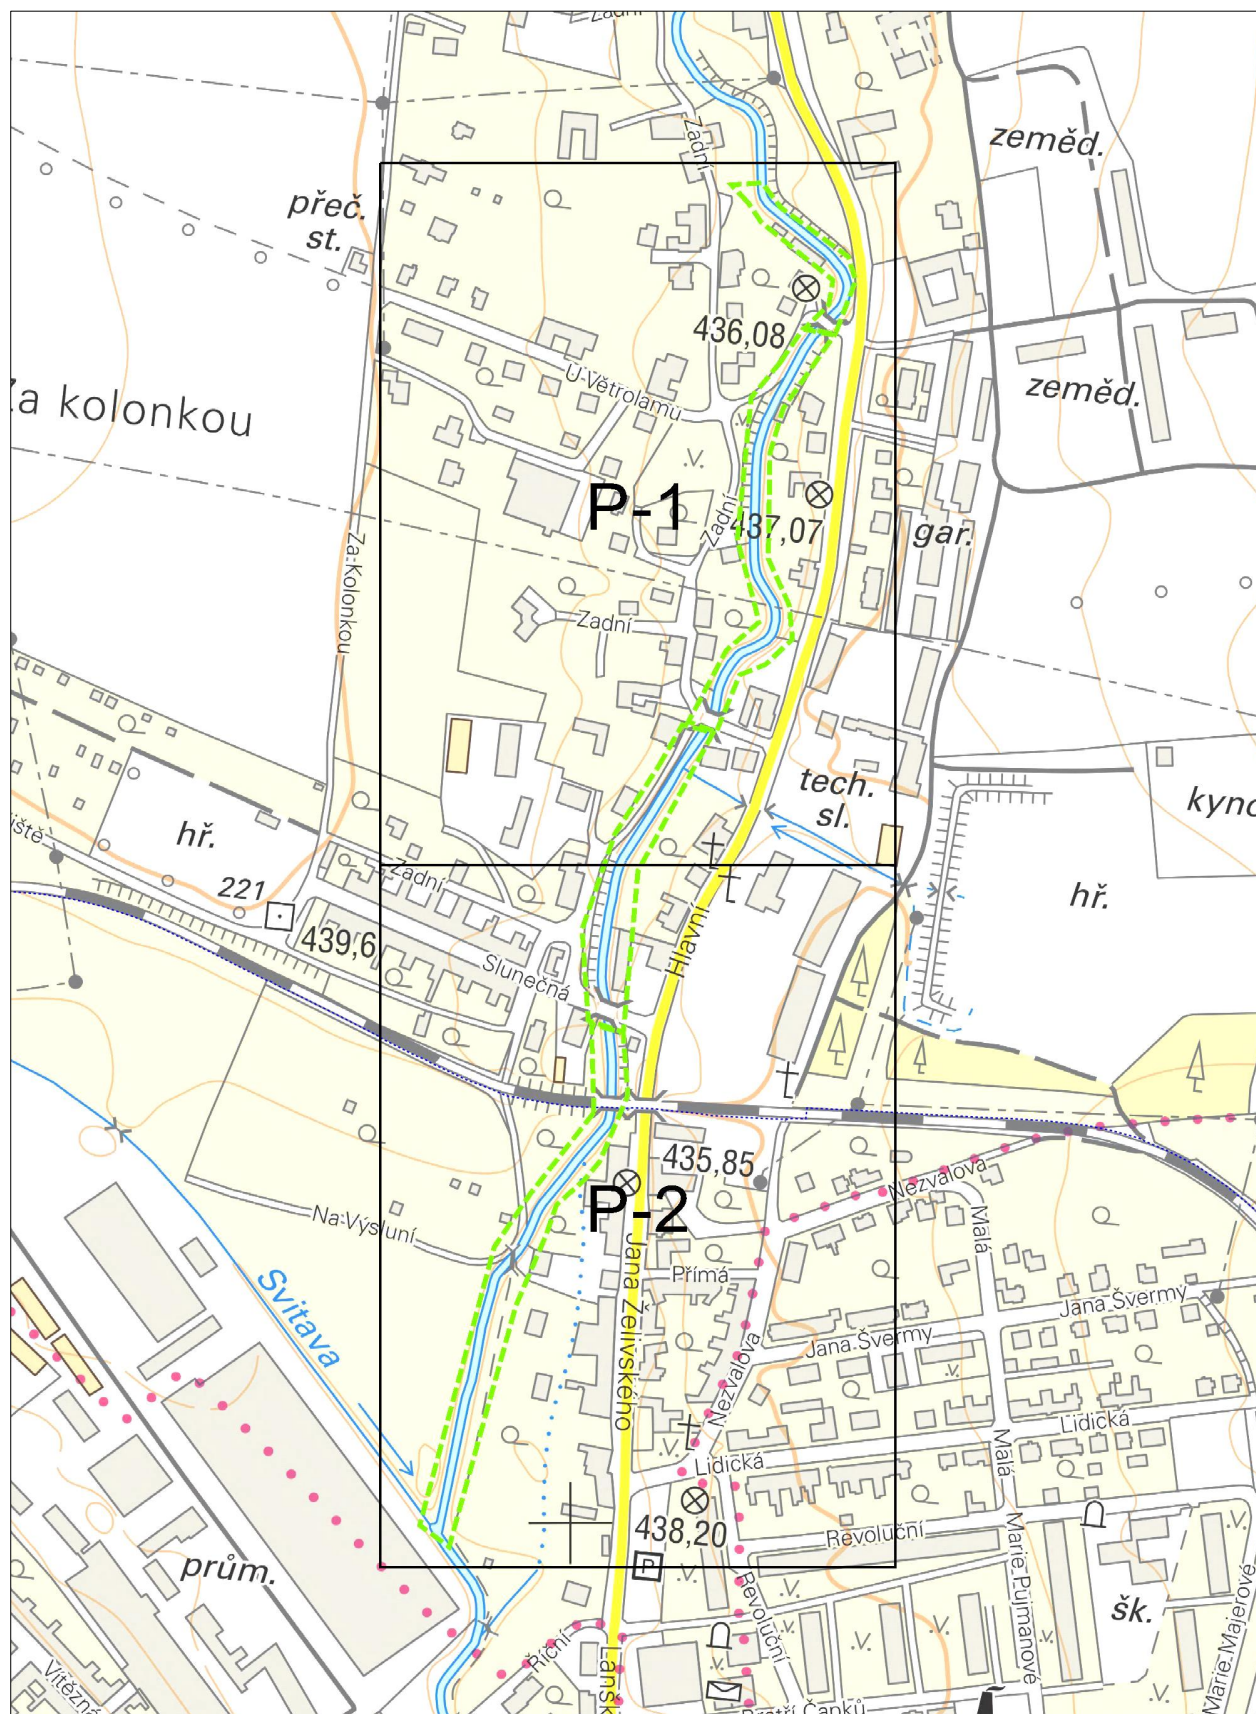 Zadní
zeměd.
Zadní
přeč.
st.
436,08
U Větrolamu
zeměd.
Za kolonkou
P-1
Zadní
437,07
gar.
Za Kolonkou
Zadní
tech.
sl.
hř.
Zadní
221
hř.
439,6
Slunečná
Hlavní
435,85
Nezvalova
P-2
Na Výsluní
Malá
Přímá
Jana Želivského
Svitava
Jana Švermy
Jana Švermy
Nezvalova
Lidická
Lidická
Malá
438,20
Revoluční
P
prům.
Marie Pujmanové
šk.
Revoluční
Říční
Marie Majerové
Vítězná
Bratří Čapků